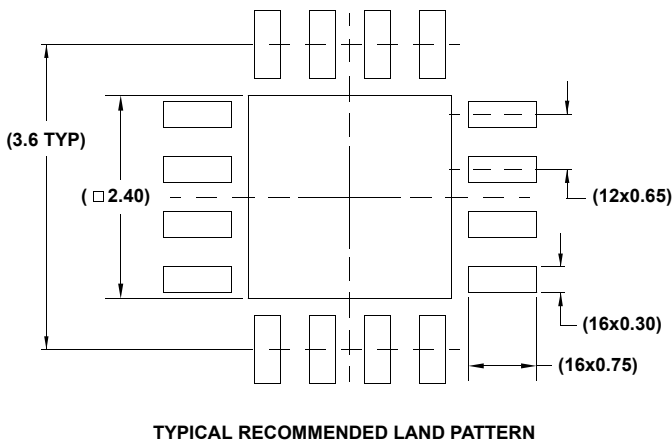 (3.6 TYP)
( □ 2.40)
(12x0.65)
(16x0.30)
(16x0.75)
TYPICAL RECOMMENDED LAND PATTERN